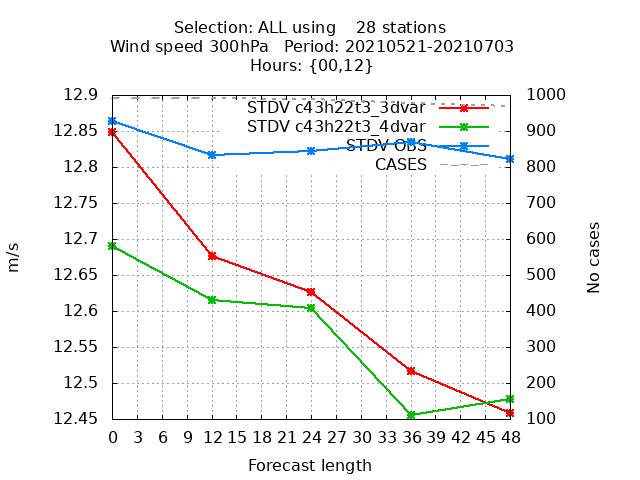 Selection: ALL using    28 stations
Wind speed 300hPa   Period: 20210521-20210703
Hours: {00,12}
12.9
12.85
12.8
12.75
12.7
12.65
12.6
12.55
12.5
12.45
m/s
STDV c43h22t3_3dvar
STDV c43h22t3_4dvar
STDV OBS
CASES
1000
900
800
700
600
500
400
300
200
100
No cases
0 3 6 9 12 15 18 21 24 27 30 33 36 39 42 45 48
Forecast length